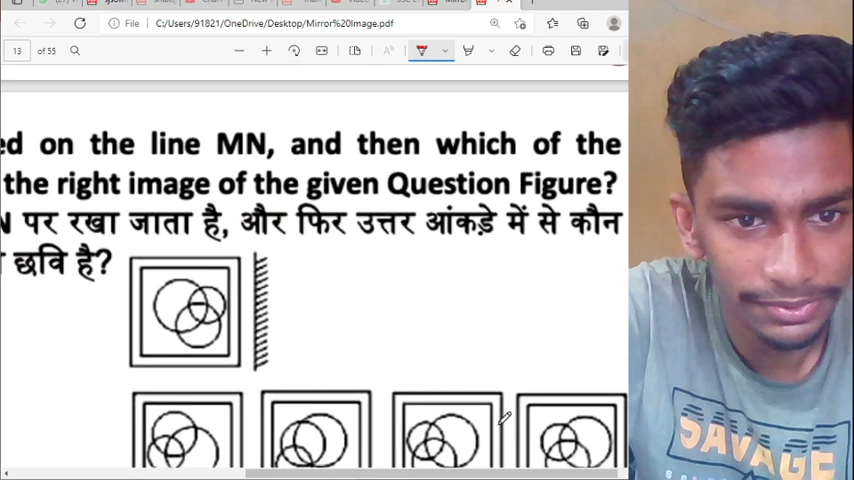 File
C:/Users/91821/OneDrive/Desktop/Mirror%20Image.pdf
13 of 55
ed on the line MN, and then which of the
the right image of the given Question Figure?
पर रखा जाता है, और फिर उत्तर आंकड़े में से कौन
छवि है?
SAVAGE